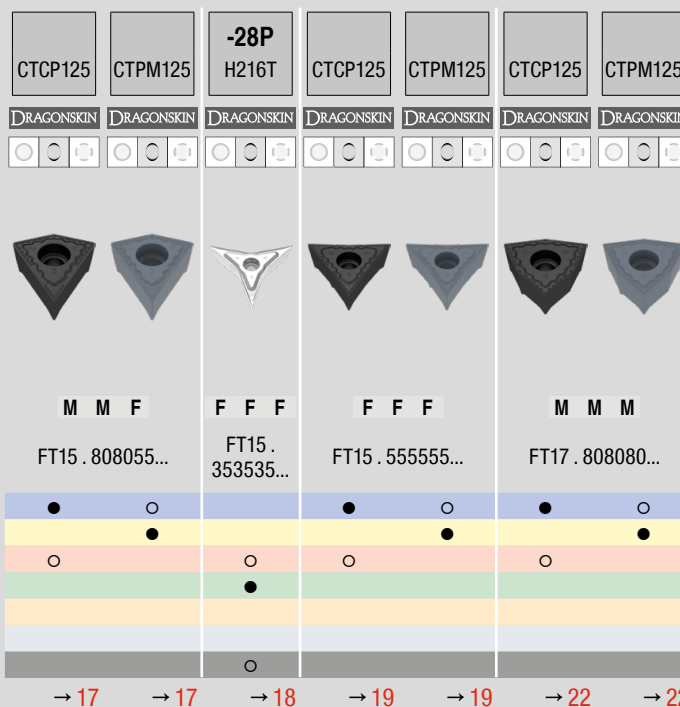 -28P
CTCP125 CTPM125 H216T CTCP125 CTPM125 CTCP125 CTPM125
DRAGONSKIN DRAGONSKIN DRAGONSKIN DRAGONSKIN DRAGONSKIN DRAGONSKIN DRAGONSKIN
M M F F F F F F F M M M
FT15 . 808055... FT15 . 353535... FT15 . 555555... FT17 . 808080...
● ○ ● ○ ● ○
● ● ●
○ ○ ○ ○
●
○
→ 17 → 17 → 18 → 19 → 19 → 22 → 22